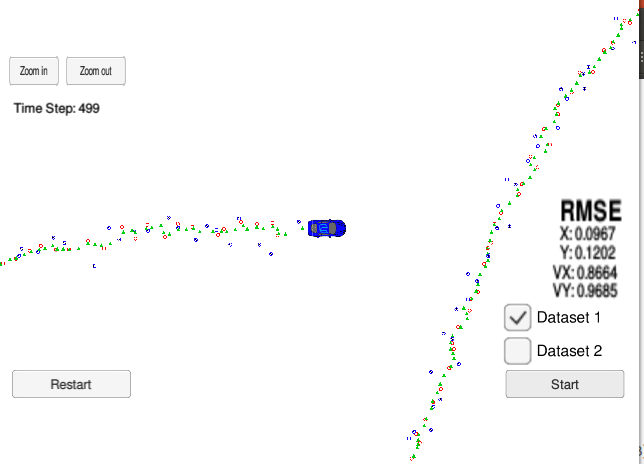 Zoom in
Zoom out
Time Step: 499
RMSE
X: 0.0967
Y: 0.1202
VX: 0.8664
VY: 0.9685
Dataset 1
Dataset 2
Restart
Start